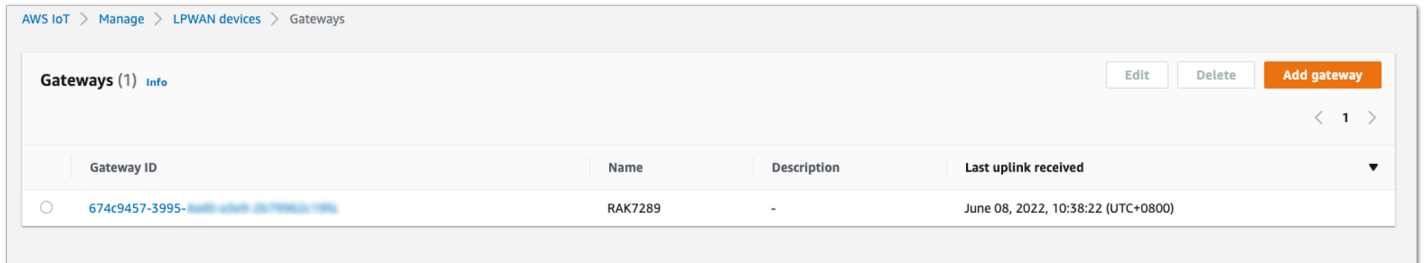 AWS IoT > Manage > LPWAN devices > Gateways
Gateways (1) Info
Edit Delete Add gateway
< 1 >
Gateway ID Name Description Last uplink received ▼
674c9457-3995- RAK7289 - June 08, 2022, 10:38:22 (UTC+0800)